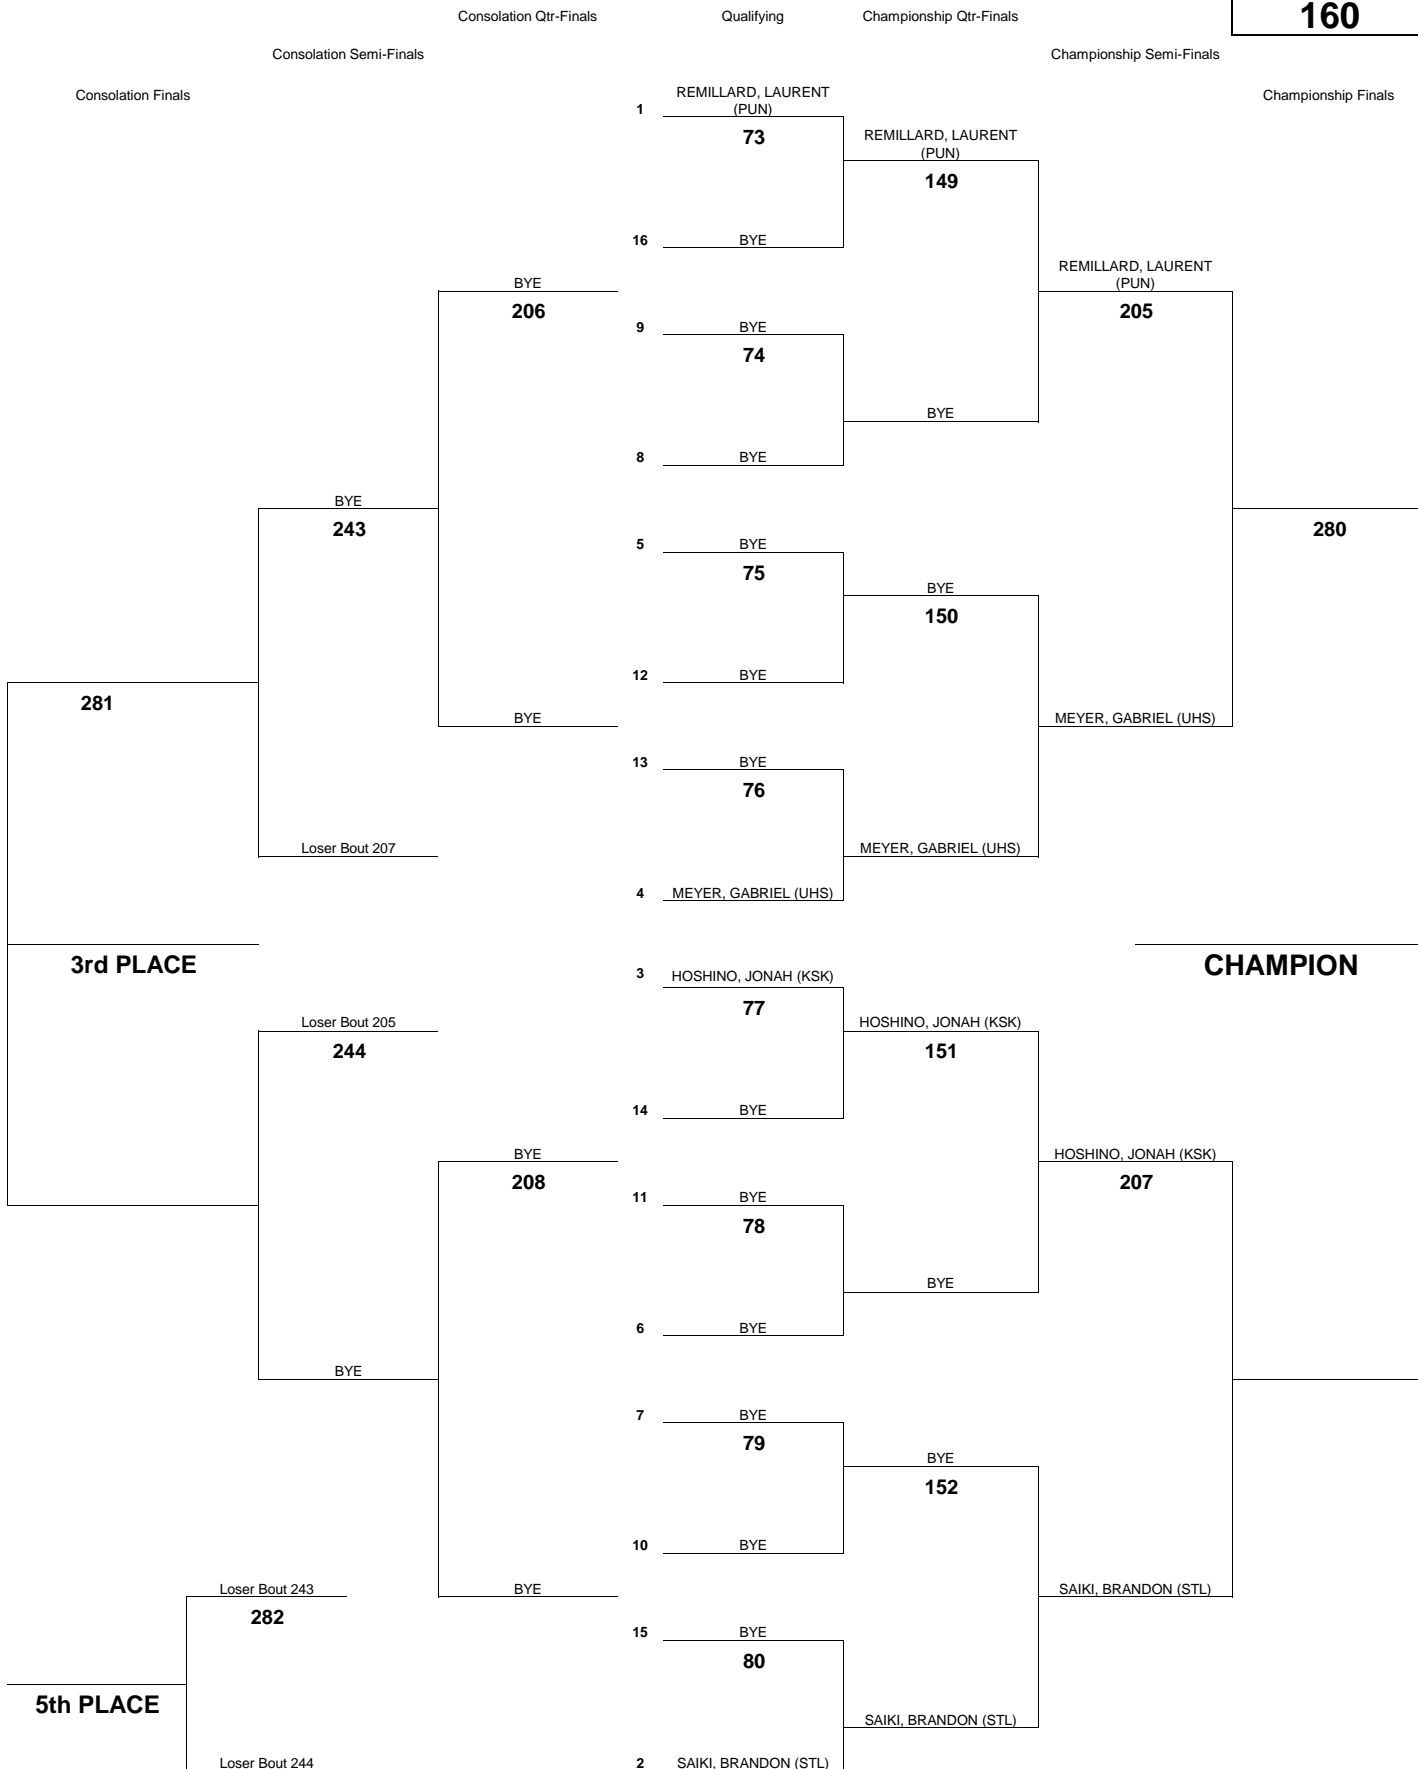 Consolation Qtr-Finals
Qualifying
Championship Qtr-Finals
160
Consolation Semi-Finals
Championship Semi-Finals
Consolation Finals
Championship Finals
REMILLARD, LAURENT
(PUN)
1
73
REMILLARD, LAURENT
(PUN)
149
16
BYE
REMILLARD, LAURENT
(PUN)
205
BYE
206
9
BYE
74
BYE
8
BYE
BYE
243
280
5
BYE
75
BYE
150
12
BYE
281
BYE
MEYER, GABRIEL (UHS)
13
BYE
76
Loser Bout 207
MEYER, GABRIEL (UHS)
4
MEYER, GABRIEL (UHS)
3rd PLACE
CHAMPION
3
HOSHINO, JONAH (KSK)
77
Loser Bout 205
244
HOSHINO, JONAH (KSK)
151
14
BYE
BYE
208
HOSHINO, JONAH (KSK)
207
11
BYE
78
BYE
6
BYE
BYE
7
BYE
79
BYE
152
10
BYE
Loser Bout 243
282
BYE
SAIKI, BRANDON (STL)
15
BYE
80
5th PLACE
SAIKI, BRANDON (STL)
Loser Bout 244
2
SAIKI, BRANDON (STL)